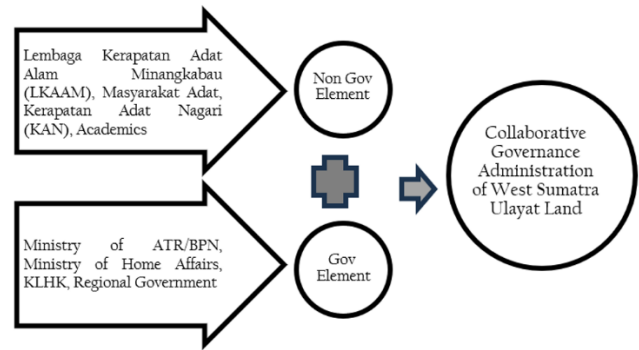 Lembaga Kerapatan Adat
Alam Minangkabau
(LKAAM), Masyarakat Adat,
Kerapatan Adat Nagari
(KAN), Academics
Non Gov
Element
Ministry of ATR/BPN,
Ministry of Home Affairs,
KLHK, Regional Government
Gov
Element
Collaborative
Governance
Administration
of West Sumatra
Ulayat Land